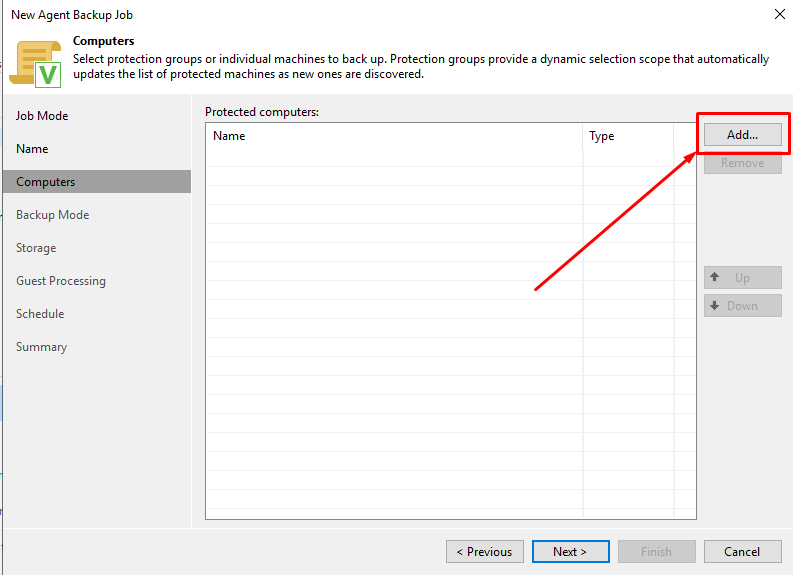 New Agent Backup Job
Computers
Select protection groups or individual machines to back up. Protection groups provide a dynamic selection scope that automatically
updates the list of protected machines as new ones are discovered.
Job Mode
Name
Computers
Backup Mode
Storage
Guest Processing
Schedule
Summary
Protected computers:
Name Type
Add...
Remove
Up
Down
< Previous Next > Finish Cancel